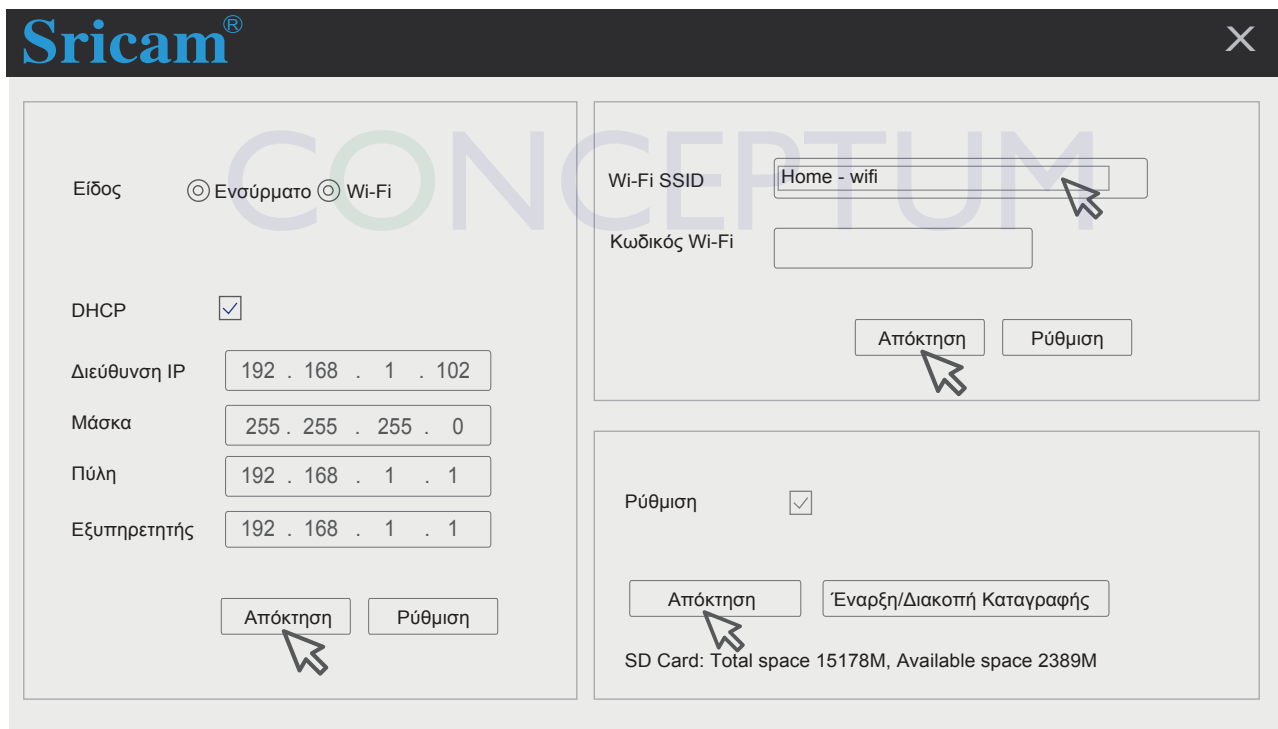 Sricam®
CONCEPTUM
Είδος Ενσύρματο Wi-Fi
DHCP
Διεύθυνση IP 192 . 168 . 1 . 102
Μάσκα 255 . 255 . 255 . 0
Πύλη 192 . 168 . 1 . 1
Εξυπηρετητής 192 . 168 . 1 . 1
Απόκτηση Ρύθμιση
Wi-Fi SSID Home - wifi
Κωδικός Wi-Fi
Απόκτηση Ρύθμιση
Ρύθμιση
Απόκτηση Έναρξη/Διακοπή Καταγραφής
SD Card: Total space 15178M, Available space 2389M